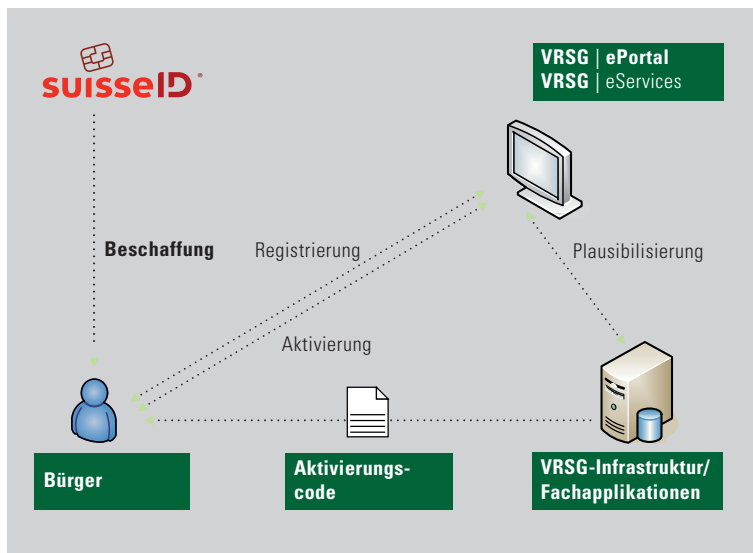 suisseID
VRSG | ePortal
VRSG | eServices
Beschaffung
Registrierung
Plausibilisierung
Aktivierung
Bürger
Aktivierungs-
code
VRSG-Infrastruktur/
Fachapplikationen